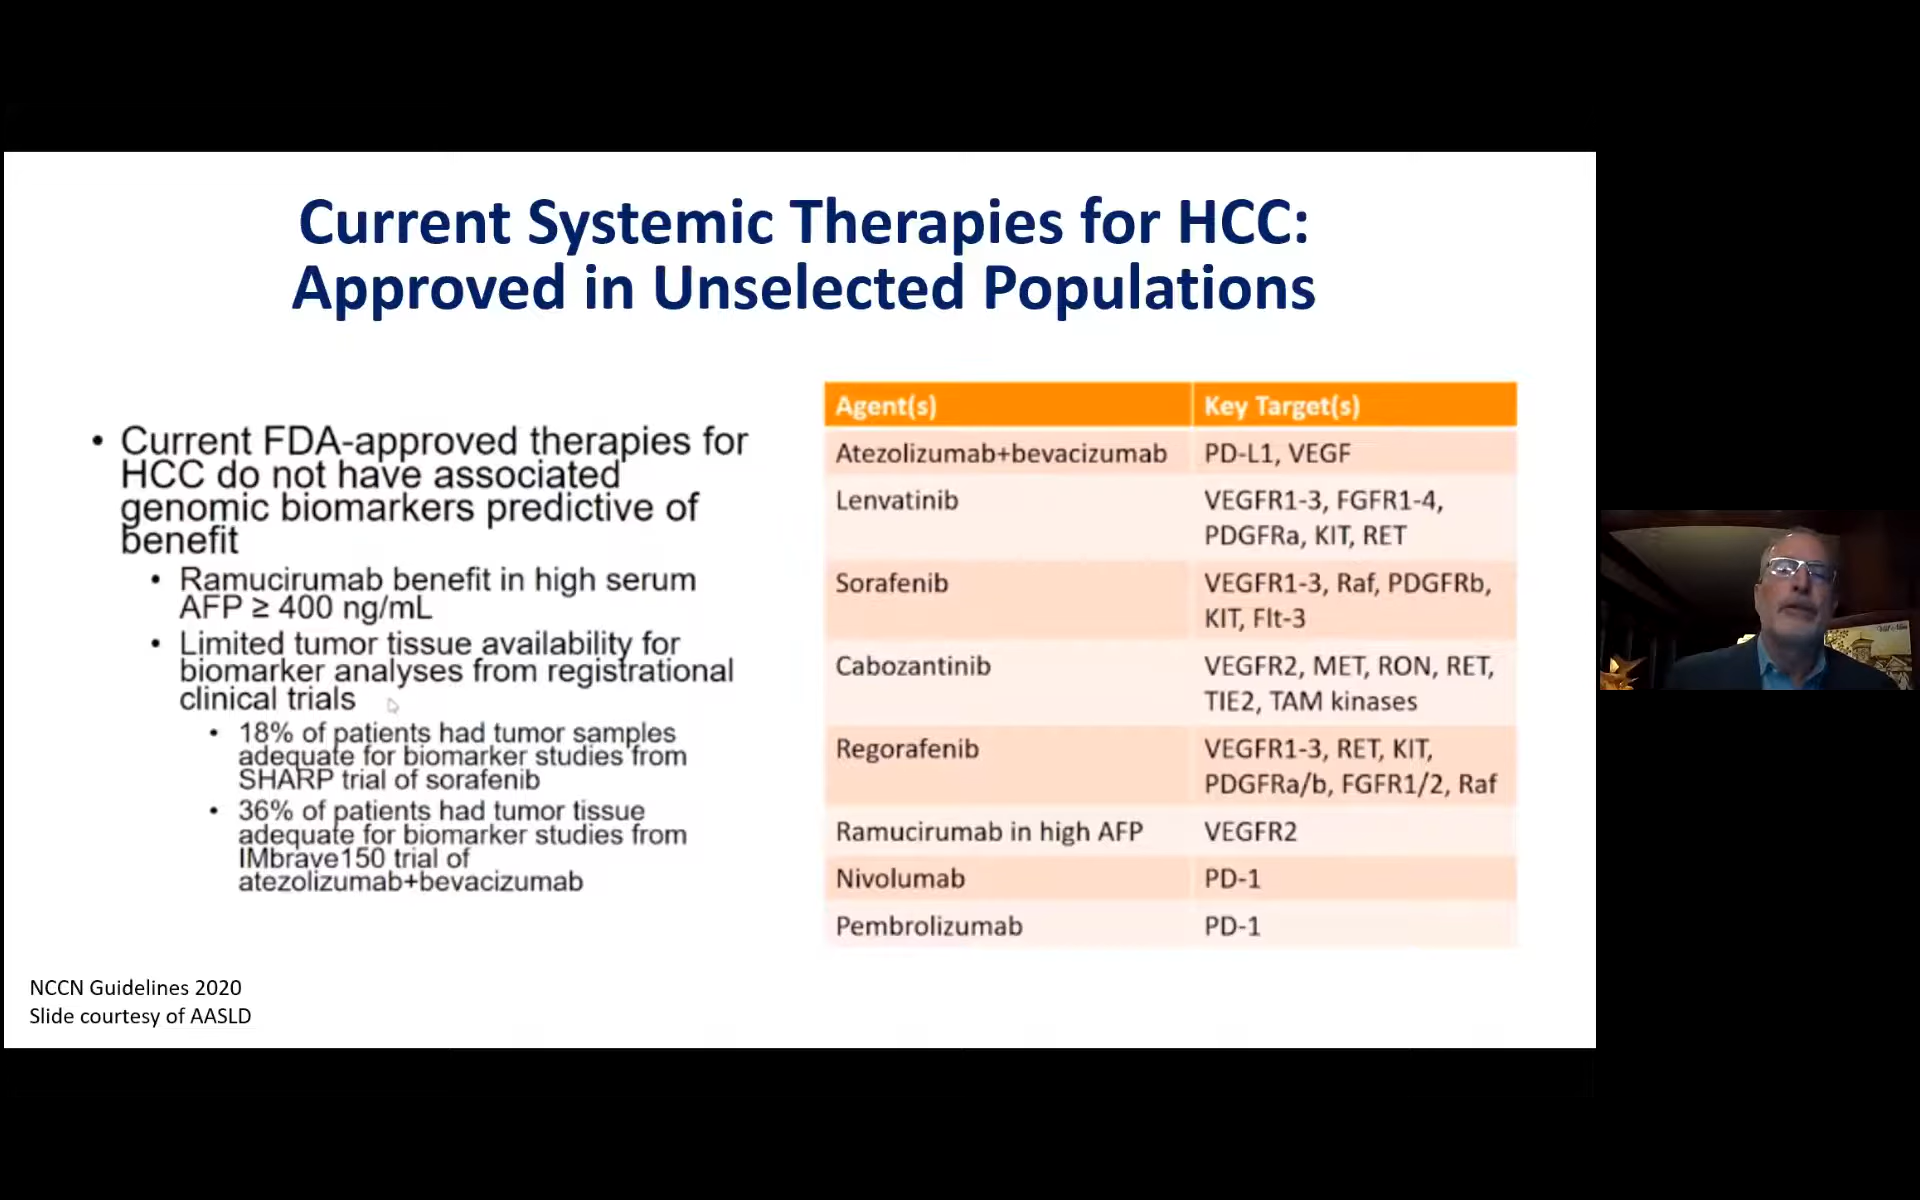 Current Systemic Therapies for HCC:
Approved in Unselected Populations
• Current FDA-approved therapies for
HCC do not have associated
genomic biomarkers predictive of
benefit
• Ramucirumab benefit in high serum
AFP ≥ 400 ng/mL
• Limited tumor tissue availability for
biomarker analyses from registrational
clinical trials
• 18% of patients had tumor samples
adequate for biomarker studies from
SHARP trial of sorafenib
• 36% of patients had tumor tissue
adequate for biomarker studies from
IMbrave150 trial of
atezolizumab+bevacizumab
Agent(s) Key Target(s)
Atezolizumab+bevacizumab PD-L1, VEGF
Lenvatinib VEGFR1-3, FGFR1-4,
PDGFRa, KIT, RET
Sorafenib VEGFR1-3, Raf, PDGFRb,
KIT, Flt-3
Cabozantinib VEGFR2, MET, RON, RET,
TIE2, TAM kinases
Regorafenib VEGFR1-3, RET, KIT,
PDGFRa/b, FGFR1/2, Raf
Ramucirumab in high AFP VEGFR2
Nivolumab PD-1
Pembrolizumab PD-1
NCCN Guidelines 2020
Slide courtesy of AASLD